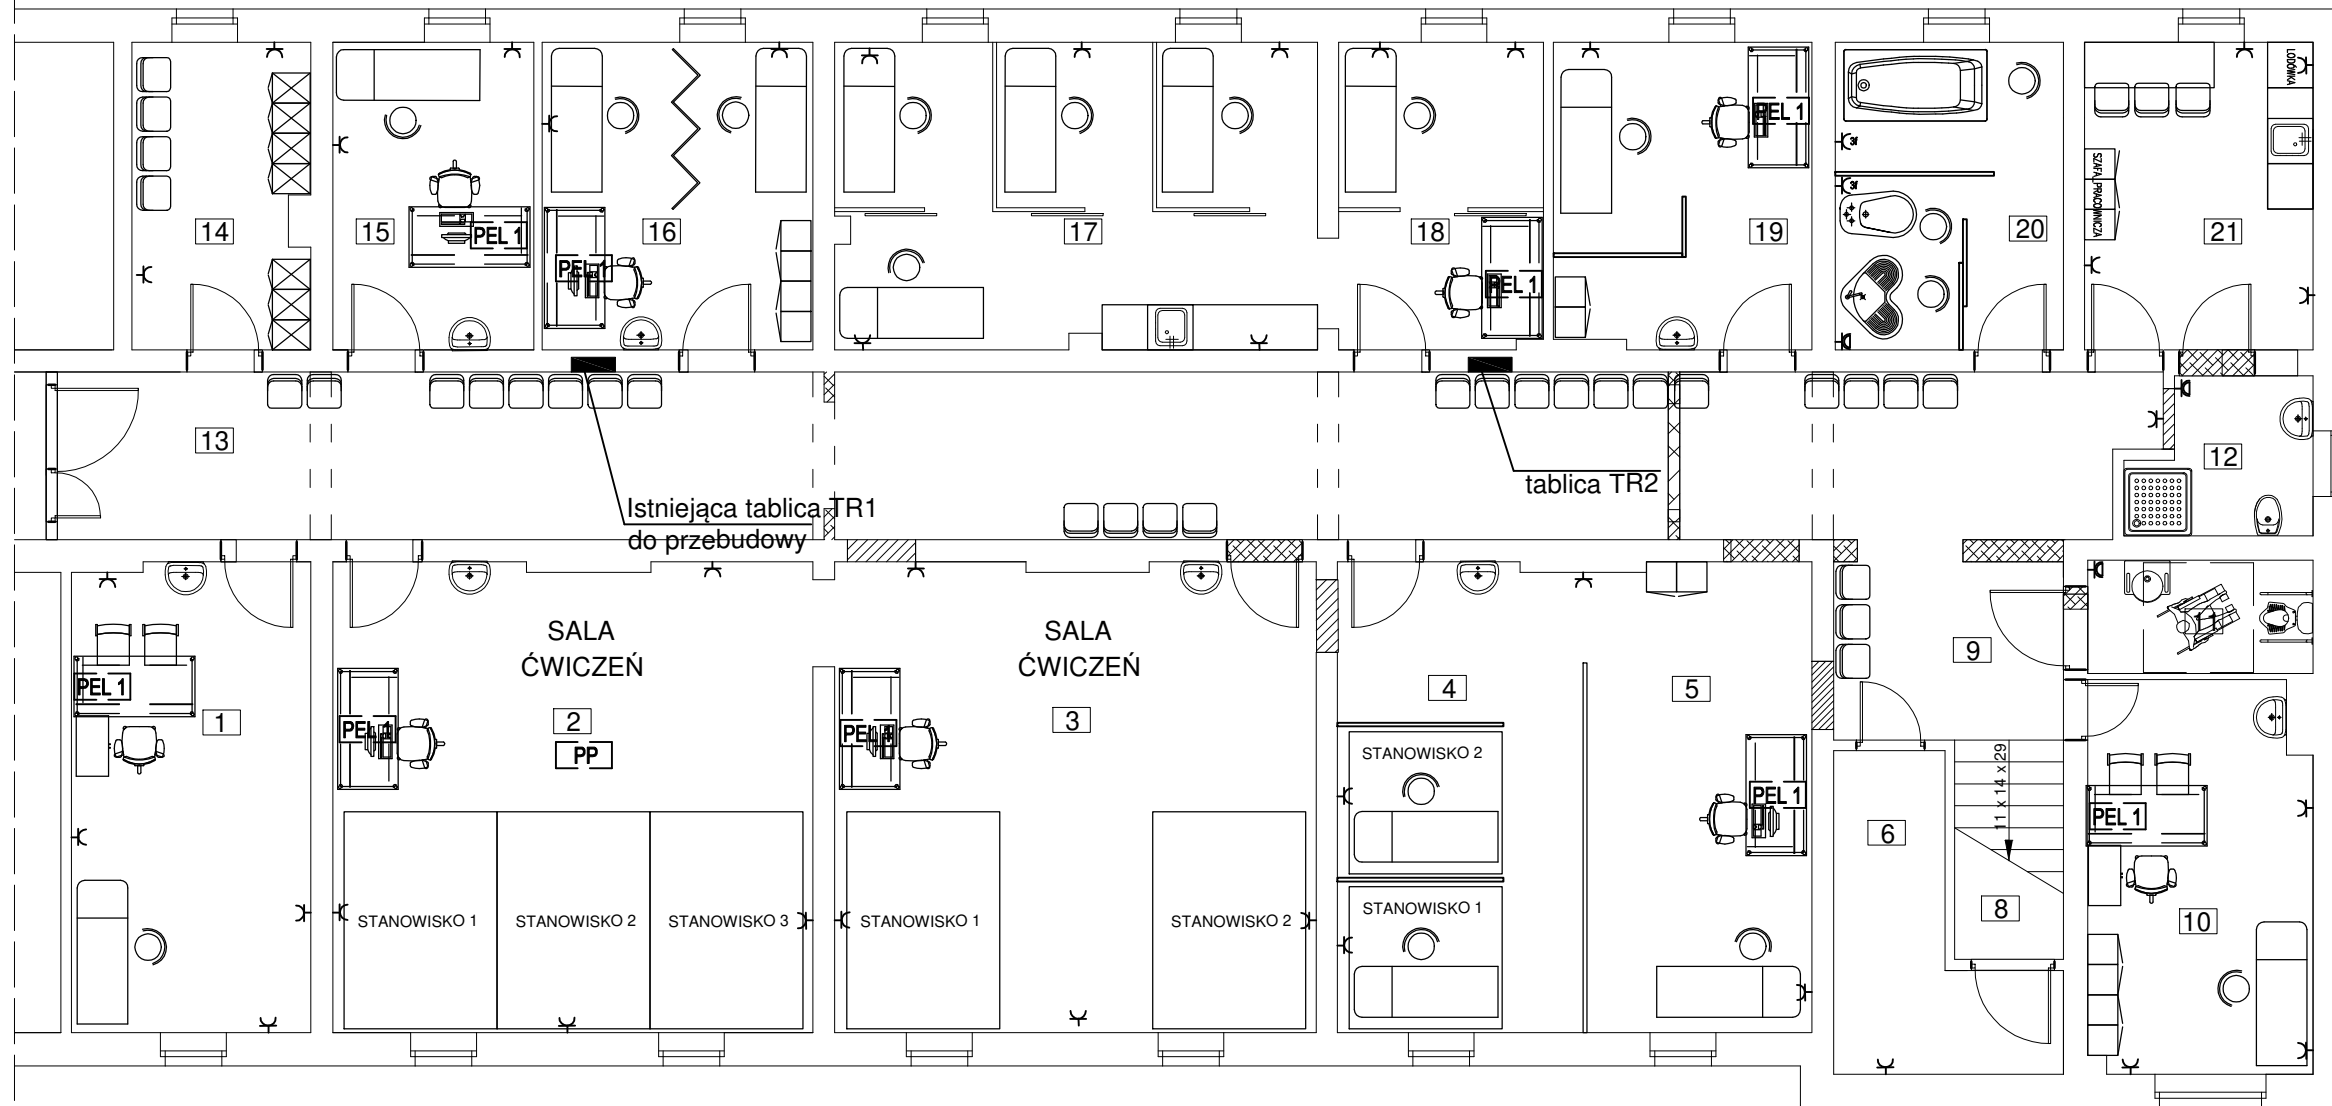 LODÓWKA
SZAFA PRACOWNICZA
PEL 1
3f
3f
14
15
PEL 1
16
PEL 1
17
18
PEL 1
19
20
21
13
Istniejąca tablica TR1
do przebudowy
tablica TR2
12
SALA
ĆWICZEŃ
SALA
ĆWICZEŃ
11
9
PEL 1
1
PEL 1
2
PP
PEL 1
3
4
5
STANOWISKO 2
PEL 1
11 x 14 x 29
6
PEL 1
STANOWISKO 1
STANOWISKO 2
STANOWISKO 3
STANOWISKO 1
STANOWISKO 2
STANOWISKO 1
8
10